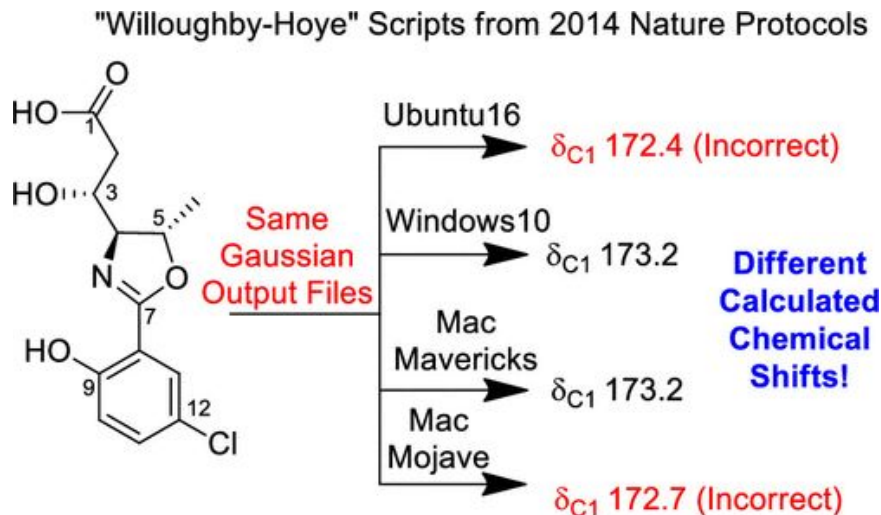 "Willoughby-Hoye" Scripts from 2014 Nature Protocols
O
HO
1
HO
3
5
N
O
7
HO
9
12
Cl
Same
Gaussian
Output Files
Ubuntu16
δC1 172.4 (Incorrect)
Windows10
δC1 173.2
Mac
Mavericks
δC1 173.2
Mac
Mojave
δC1 172.7 (Incorrect)
Different
Calculated
Chemical
Shifts!